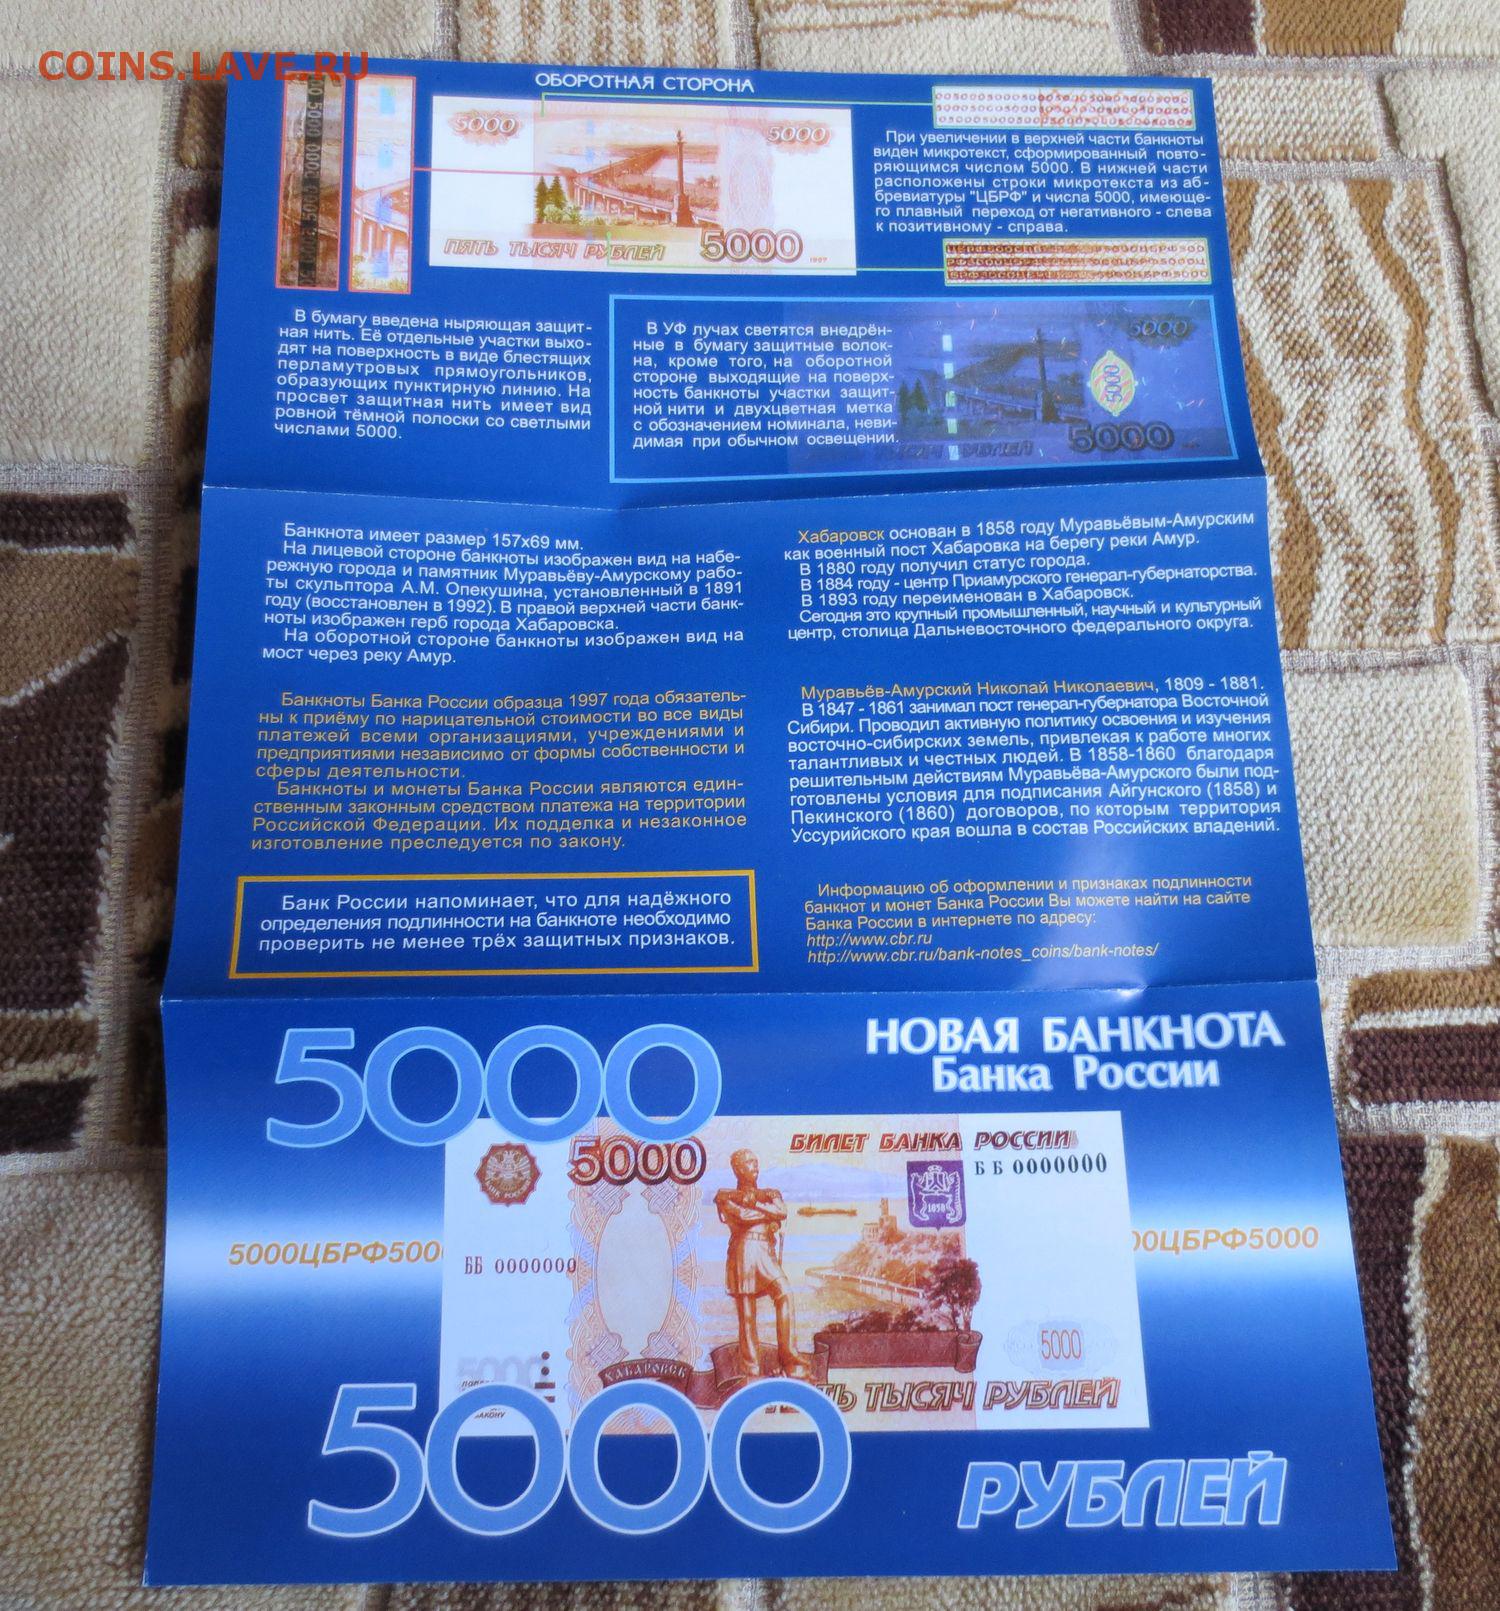 COINS.LAVE.RU
ОБОРОТНАЯ СТОРОНА
5000
5000
ПЯТЬ ТЫСЯЧ РУБЛЕЙ
5000
1997
При увеличении в верхней части банкноты
виден микротекст, сформированный повто-
ряющимся числом 5000. В нижней части
расположены строки микротекста из аб-
бревиатуры "ЦБРФ" и числа 5000, имеюще-
го плавный переход от негативного - слева
к позитивному - справа.
В бумагу введена ныряющая защит-
ная нить. Её отдельные участки выхо-
дят на поверхность в виде блестящих
перламутровых прямоугольников,
образующих пунктирную линию. На
просвет защитная нить имеет вид
ровной тёмной полоски со светлыми
числами 5000.
В УФ лучах светятся внедрён-
ные в бумагу защитные волок-
на, кроме того, на оборотной
стороне выходящие на поверх-
ность банкноты участки защит-
ной нити и двухцветная метка
с обозначением номинала, неви-
димая при обычном освещении.
5000
5000
5000
Банкнота имеет размер 157х69 мм.
На лицевой стороне банкноты изображен вид на набе-
режную города и памятник Муравьёву-Амурскому рабо-
ты скульптора А.М. Опекушина, установленный в 1891
году (восстановлен в 1992). В правой верхней части банк-
ноты изображен герб города Хабаровска.
На оборотной стороне банкноты изображен вид на
мост через реку Амур.
Банкноты Банка России образца 1997 года обязатель-
ны к приёму по нарицательной стоимости во все виды
платежей всеми организациями, учреждениями и
предприятиями независимо от формы собственности и
сферы деятельности.
Банкноты и монеты Банка России являются един-
ственным законным средством платежа на территории
Российской Федерации. Их подделка и незаконное
изготовление преследуется по закону.
Банк России напоминает, что для надёжного
определения подлинности на банкноте необходимо
проверить не менее трёх защитных признаков.
Хабаровск основан в 1858 году Муравьёвым-Амурским
как военный пост Хабаровка на берегу реки Амур.
В 1880 году получил статус города.
В 1884 году - центр Приамурского генерал-губернаторства.
В 1893 году переименован в Хабаровск.
Сегодня это крупный промышленный, научный и культурный
центр, столица Дальневосточного федерального округа.
Муравьёв-Амурский Николай Николаевич, 1809 - 1881.
В 1847 - 1861 занимал пост генерал-губернатора Восточной
Сибири. Проводил активную политику освоения и изучения
восточно-сибирских земель, привлекая к работе многих
талантливых и честных людей. В 1858-1860 благодаря
решительным действиям Муравьёва-Амурского были под-
готовлены условия для подписания Айгунского (1858) и
Пекинского (1860) договоров, по которым территория
Уссурийского края вошла в состав Российских владений.
Информацию об оформлении и признаках подлинности
банкнот и монет Банка России Вы можете найти на сайте
Банка России в интернете по адресу:
http://www.cbr.ru
http://www.cbr.ru/bank-notes_coins/bank-notes/
5000
НОВАЯ БАНКНОТА
Банка России
5000
БИЛЕТ БАНКА РОССИИ
ББ 0000000
1858
5000ЦБРФ500
ББ 0000000
00ЦБРФ5000
5000
ХАБАРОВСК
ТЬ ТЫСЯЧ РУБЛЕЙ
5000
РУБЛЕЙ